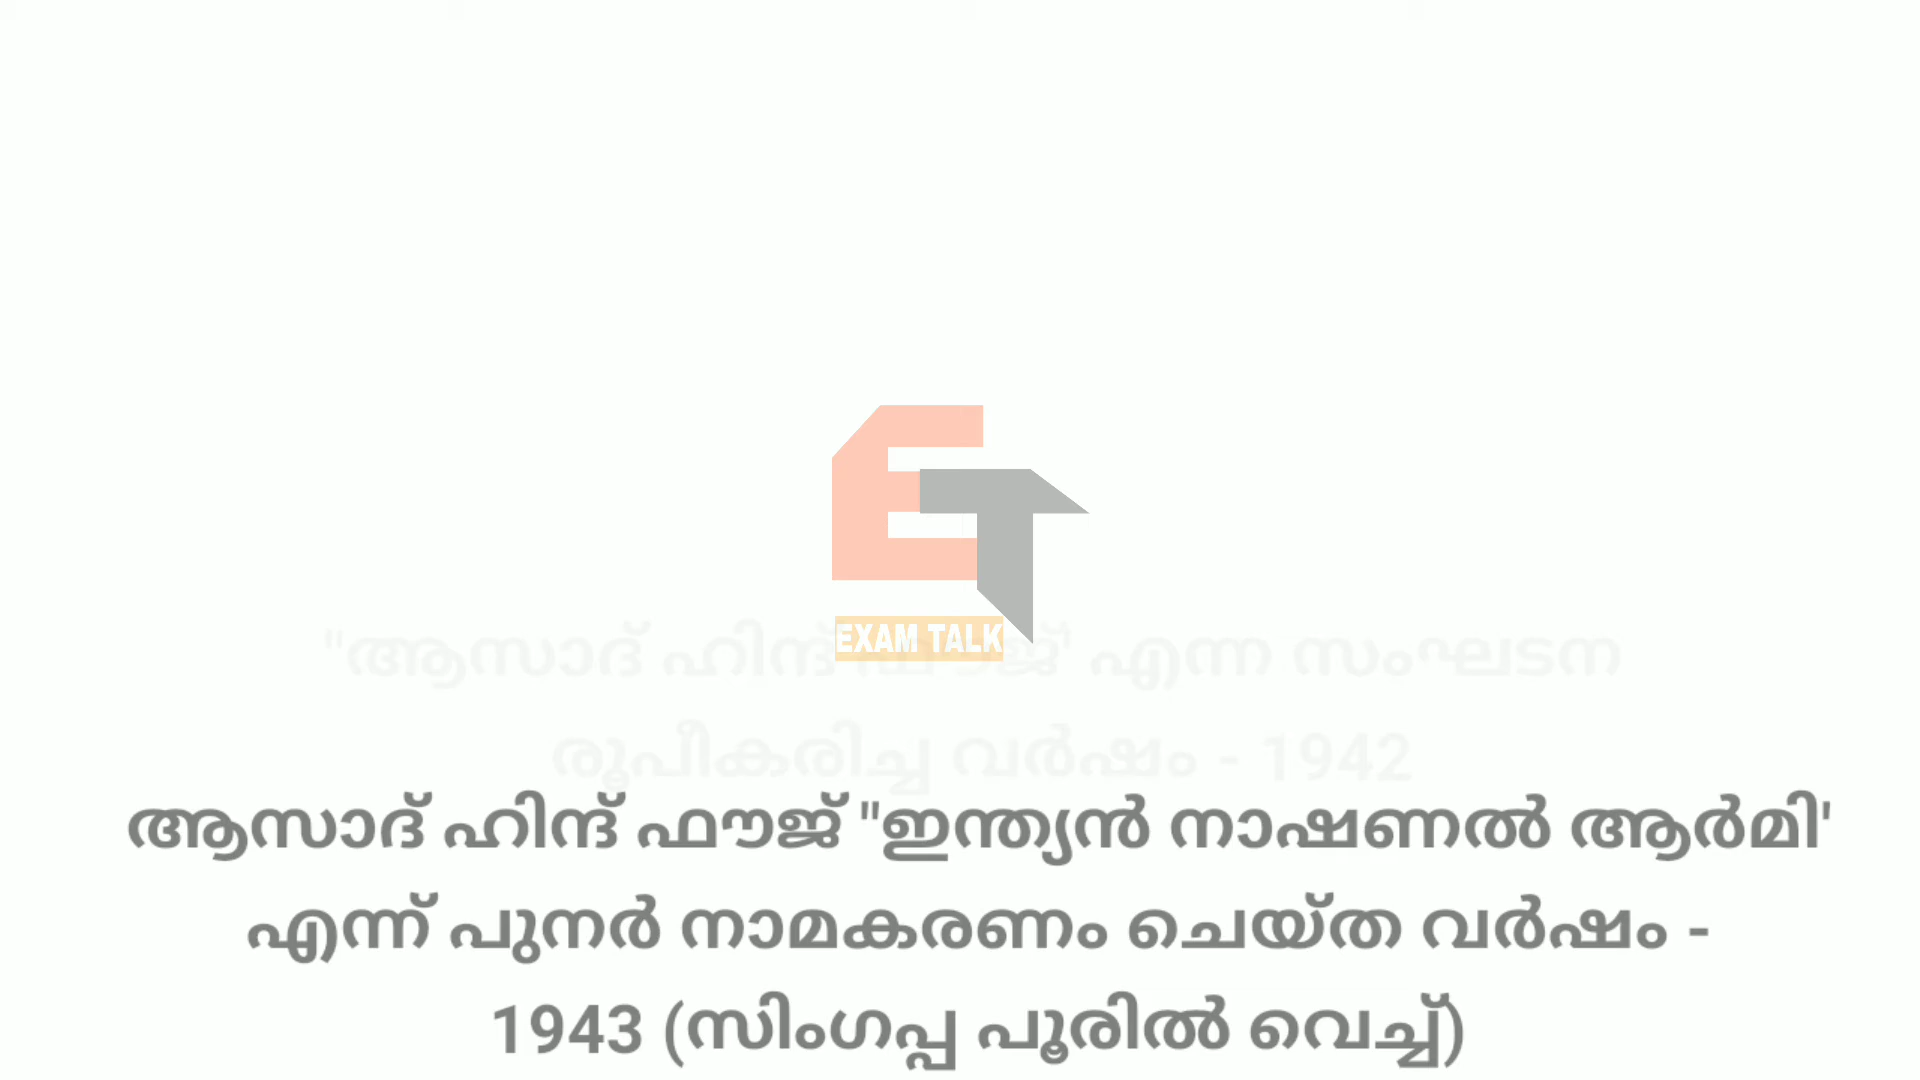 EXAM TALK
"ആസാദ് ഹിന്ദ് ഫൗജ്' എന്ന സംഘടന
രൂപീകരിച്ച വർഷം - 1942
ആസാദ് ഹിന്ദ് ഫൗജ് "ഇന്ത്യൻ നാഷണൽ ആർമി'
എന്ന് പുനർ നാമകരണം ചെയ്ത വർഷം -
1943 (സിംഗപ്പ പൂരിൽ വെച്ച്)